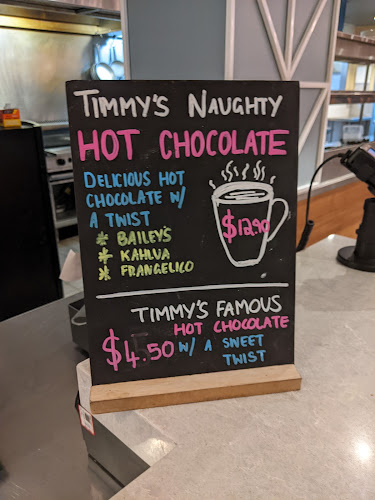 TIMMY'S NAUGHTY
HOT CHOCOLATE
DELICIOUS HOT
CHOCOLATE W/
A TWIST
* BAILEY'S
* KAHLUA
* FRANGELICO
$12.90
TIMMY'S FAMOUS
HOT CHOCOLATE
$4.50 W/ A SWEET
TWIST